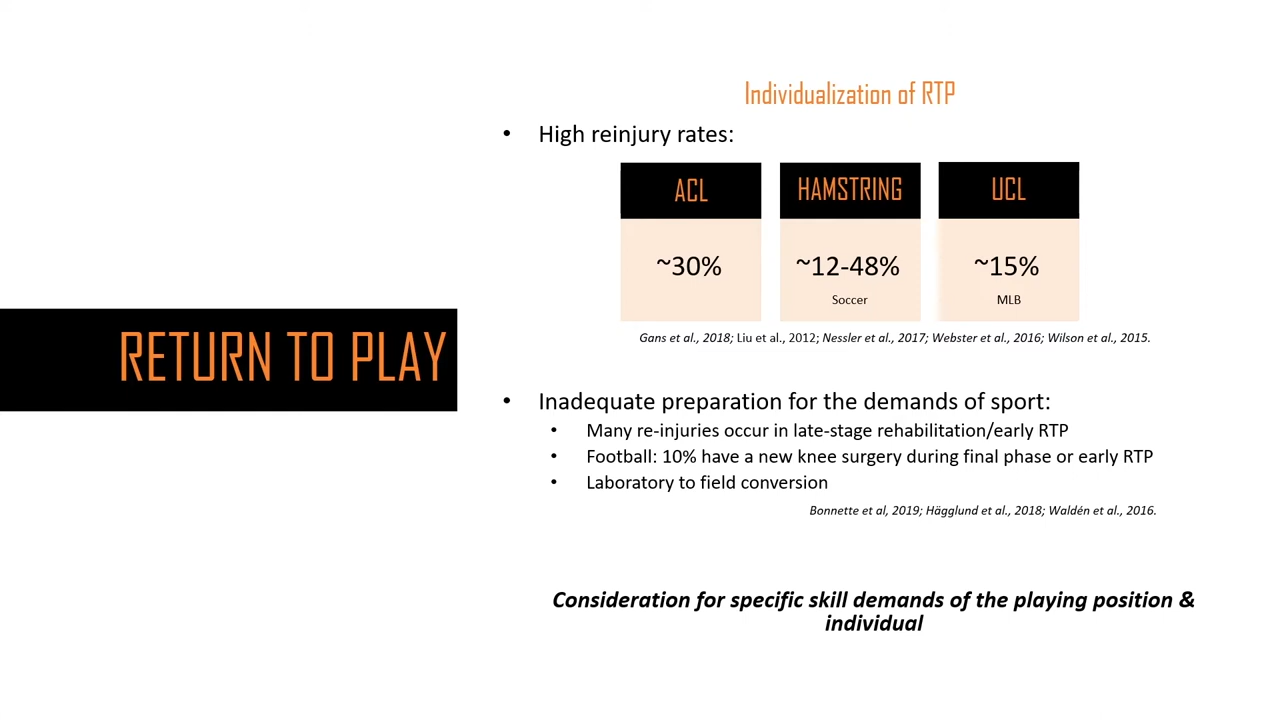 RETURN TO PLAY
Individualization of RTP
• High reinjury rates:
ACL
~30%
HAMSTRING
~12-48%
Soccer
UCL
~15%
MLB
Gans et al., 2018; Liu et al., 2012; Nessler et al., 2017; Webster et al., 2016; Wilson et al., 2015.
• Inadequate preparation for the demands of sport:
• Many re-injuries occur in late-stage rehabilitation/early RTP
• Football: 10% have a new knee surgery during final phase or early RTP
• Laboratory to field conversion
Bonnette et al, 2019; Hägglund et al., 2018; Waldén et al., 2016.
Consideration for specific skill demands of the playing position &
individual